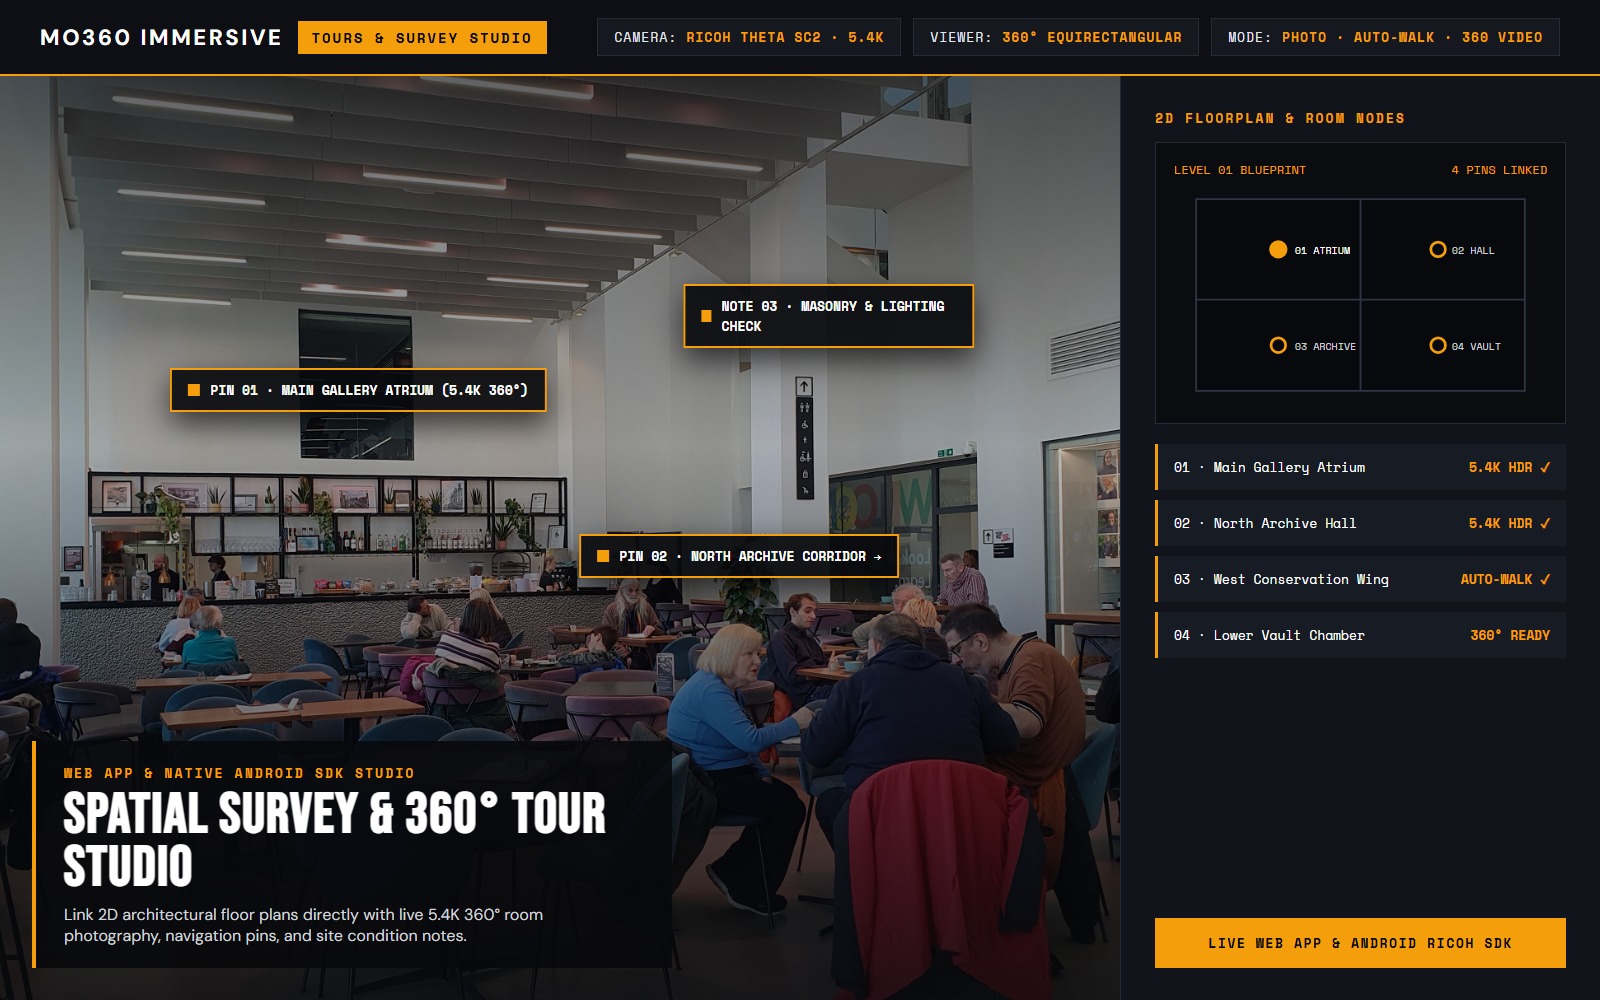 MO360 IMMERSIVE
TOURS & SURVEY STUDIO
CAMERA: RICOH THETA SC2 · 5.4K
VIEWER: 360° EQUIRECTANGULAR
MODE: PHOTO · AUTO-WALK · 360 VIDEO
NOTE 03 · MASONRY & LIGHTING
CHECK
PIN 01 · MAIN GALLERY ATRIUM (5.4K 360°)
PIN 02 · NORTH ARCHIVE CORRIDOR →
WEB APP & NATIVE ANDROID SDK STUDIO
SPATIAL SURVEY & 360° TOUR
STUDIO
Link 2D architectural floor plans directly with live 5.4K 360° room
photography, navigation pins, and site condition notes.
2D FLOORPLAN & ROOM NODES
LEVEL 01 BLUEPRINT
4 PINS LINKED
01 ATRIUM
02 HALL
03 ARCHIVE
04 VAULT
01 · Main Gallery Atrium
5.4K HDR ✓
02 · North Archive Hall
5.4K HDR ✓
03 · West Conservation Wing
AUTO-WALK ✓
04 · Lower Vault Chamber
360° READY
LIVE WEB APP & ANDROID RICOH SDK